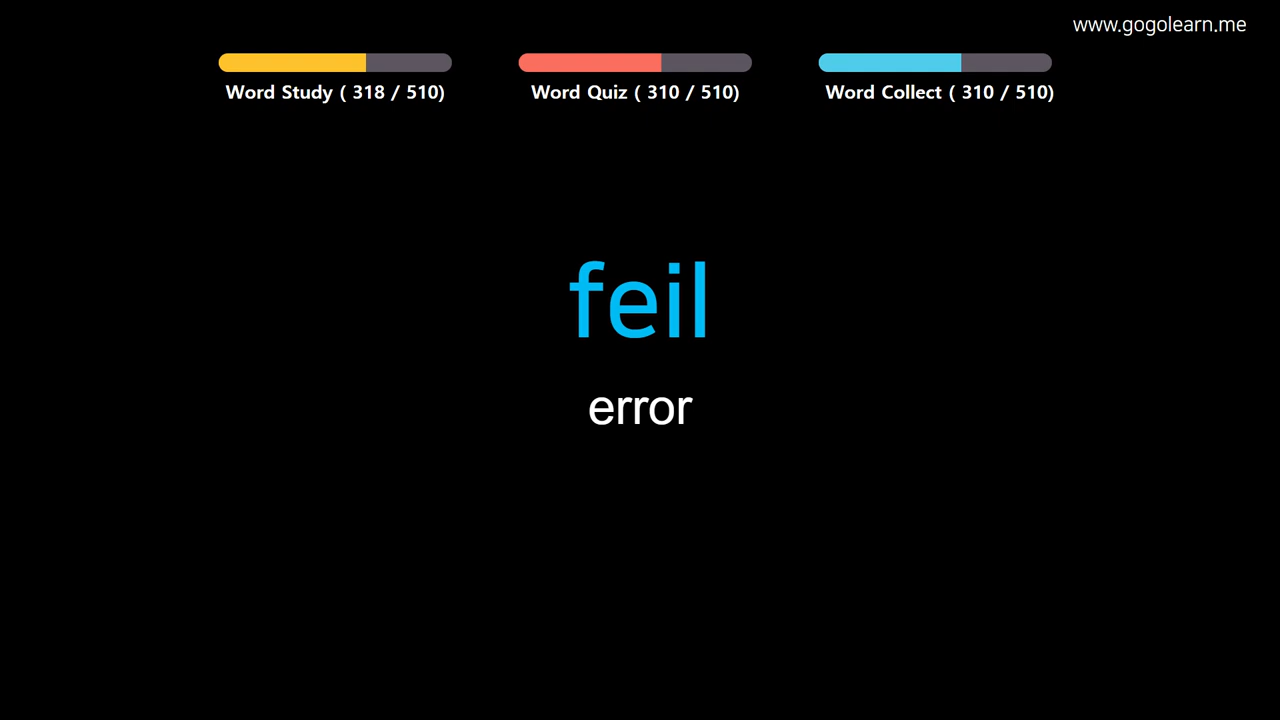 www.gogolearn.me
Word Study ( 318 / 510)
Word Quiz ( 310 / 510)
Word Collect ( 310 / 510)
feil
error